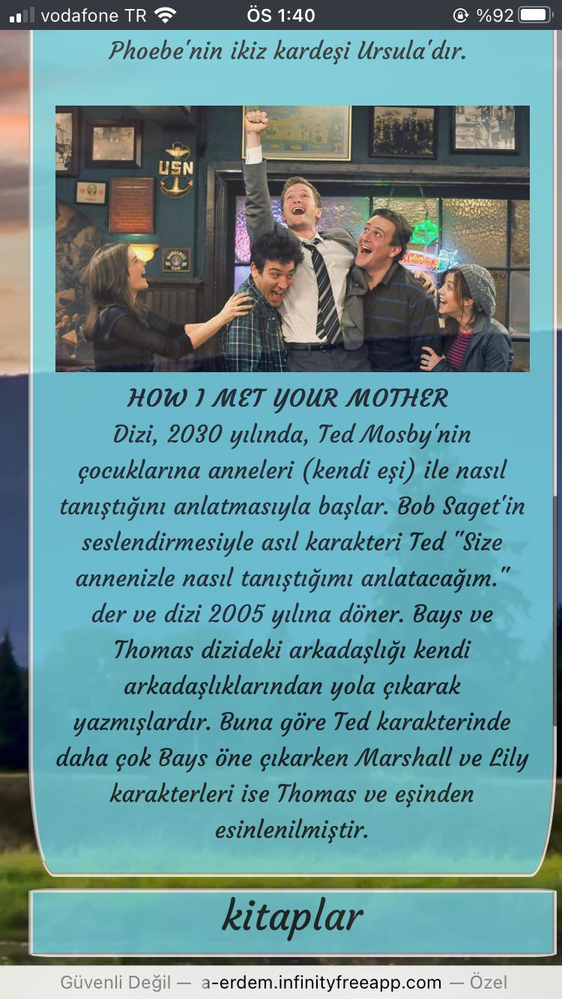 vodafone TR
ÖS 1:40
%92
Phoebe'nin ikiz kardeşi Ursula'dır.
USN
HOW I MET YOUR MOTHER
Dizi, 2030 yılında, Ted Mosby'nin
çocuklarına anneleri (kendi eşi) ile nasıl
tanıştığını anlatmasıyla başlar. Bob Saget'in
seslendirmesiyle asıl karakteri Ted "Size
annenizle nasıl tanıştığımı anlatacağım."
der ve dizi 2005 yılına döner. Bays ve
Thomas dizideki arkadaşlığı kendi
arkadaşlıklarından yola çıkarak
yazmışlardır. Buna göre Ted karakterinde
daha çok Bays öne çıkarken Marshall ve Lily
karakterleri ise Thomas ve eşinden
esinlenilmiştir.
kitaplar
Güvenli Değil — a-erdem.infinityfreeapp.com — Özel